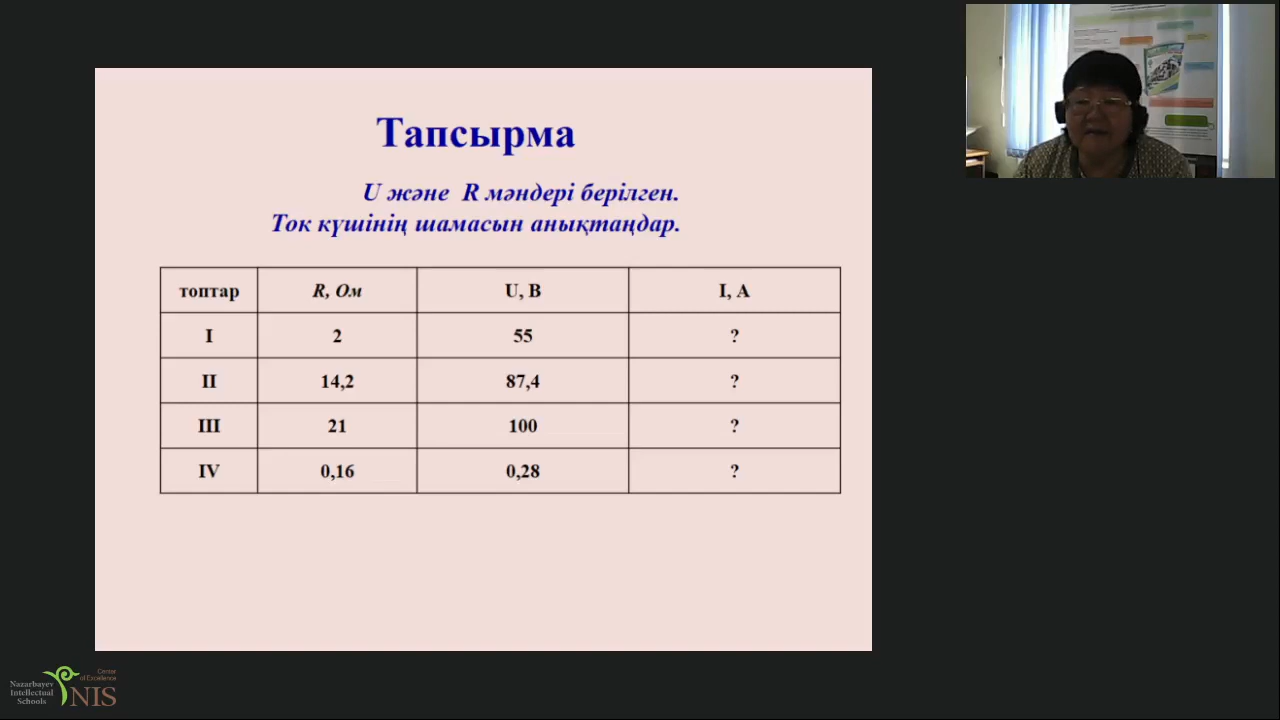 Тапсырма
U және R мәндері берілген.
Ток күшінің шамасын анықтаңдар.
топтар R, Ом U, В I, А
I 2 55 ?
II 14,2 87,4 ?
III 21 100 ?
IV 0,16 0,28 ?
Nazarbayev
Intellectual
Schools
Center
of Excellence
NIS